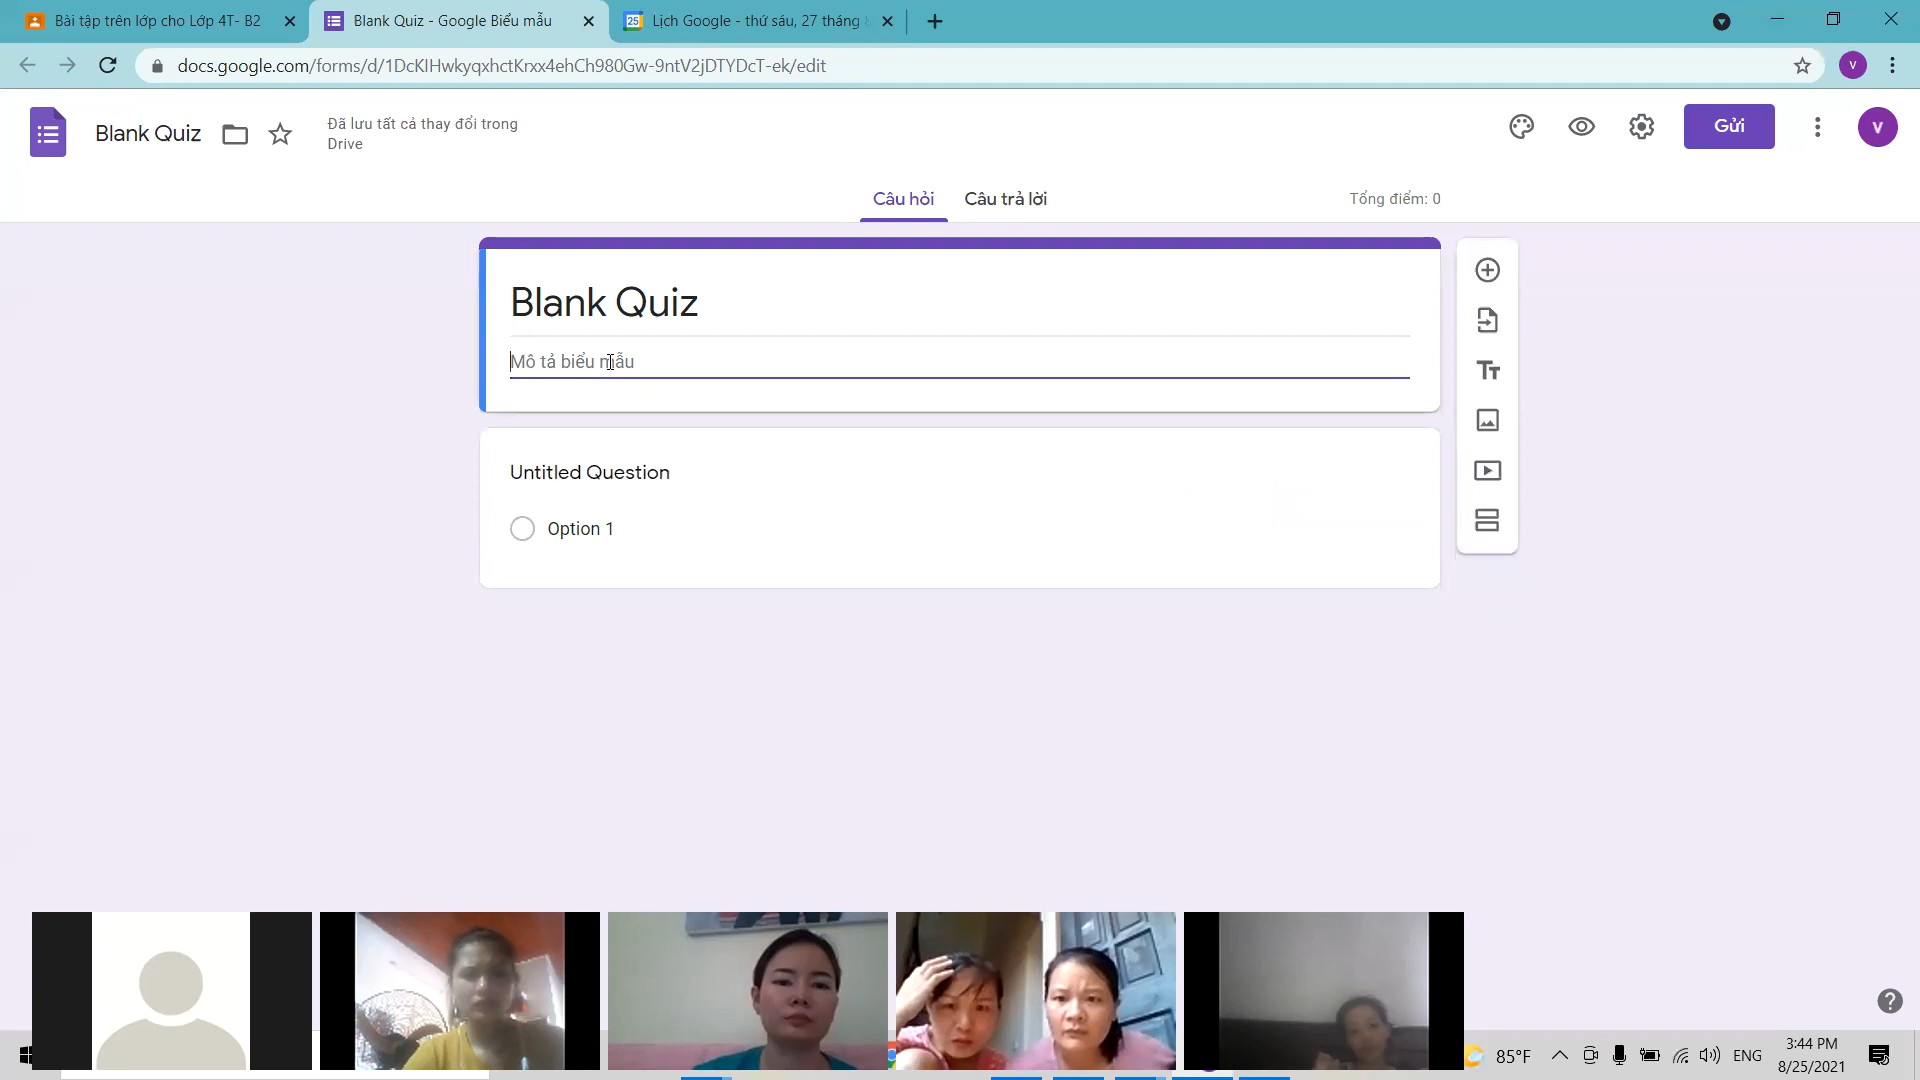 Bài tập trên lớp cho Lớp 4T- B2
Blank Quiz - Google Biểu mẫu
25
Lịch Google - thứ sáu, 27 tháng
docs.google.com/forms/d/1DcKIHwkyqxhctKrxx4ehCh980Gw-9ntV2jDTYDcT-ek/edit
V
Blank Quiz
Đã lưu tất cả thay đổi trong
Drive
Gửi
V
Câu hỏi
Câu trả lời
Tổng điểm: 0
Blank Quiz
Mô tả biểu mẫu
Untitled Question
Option 1
85°F
ENG
3:44 PM
8/25/2021